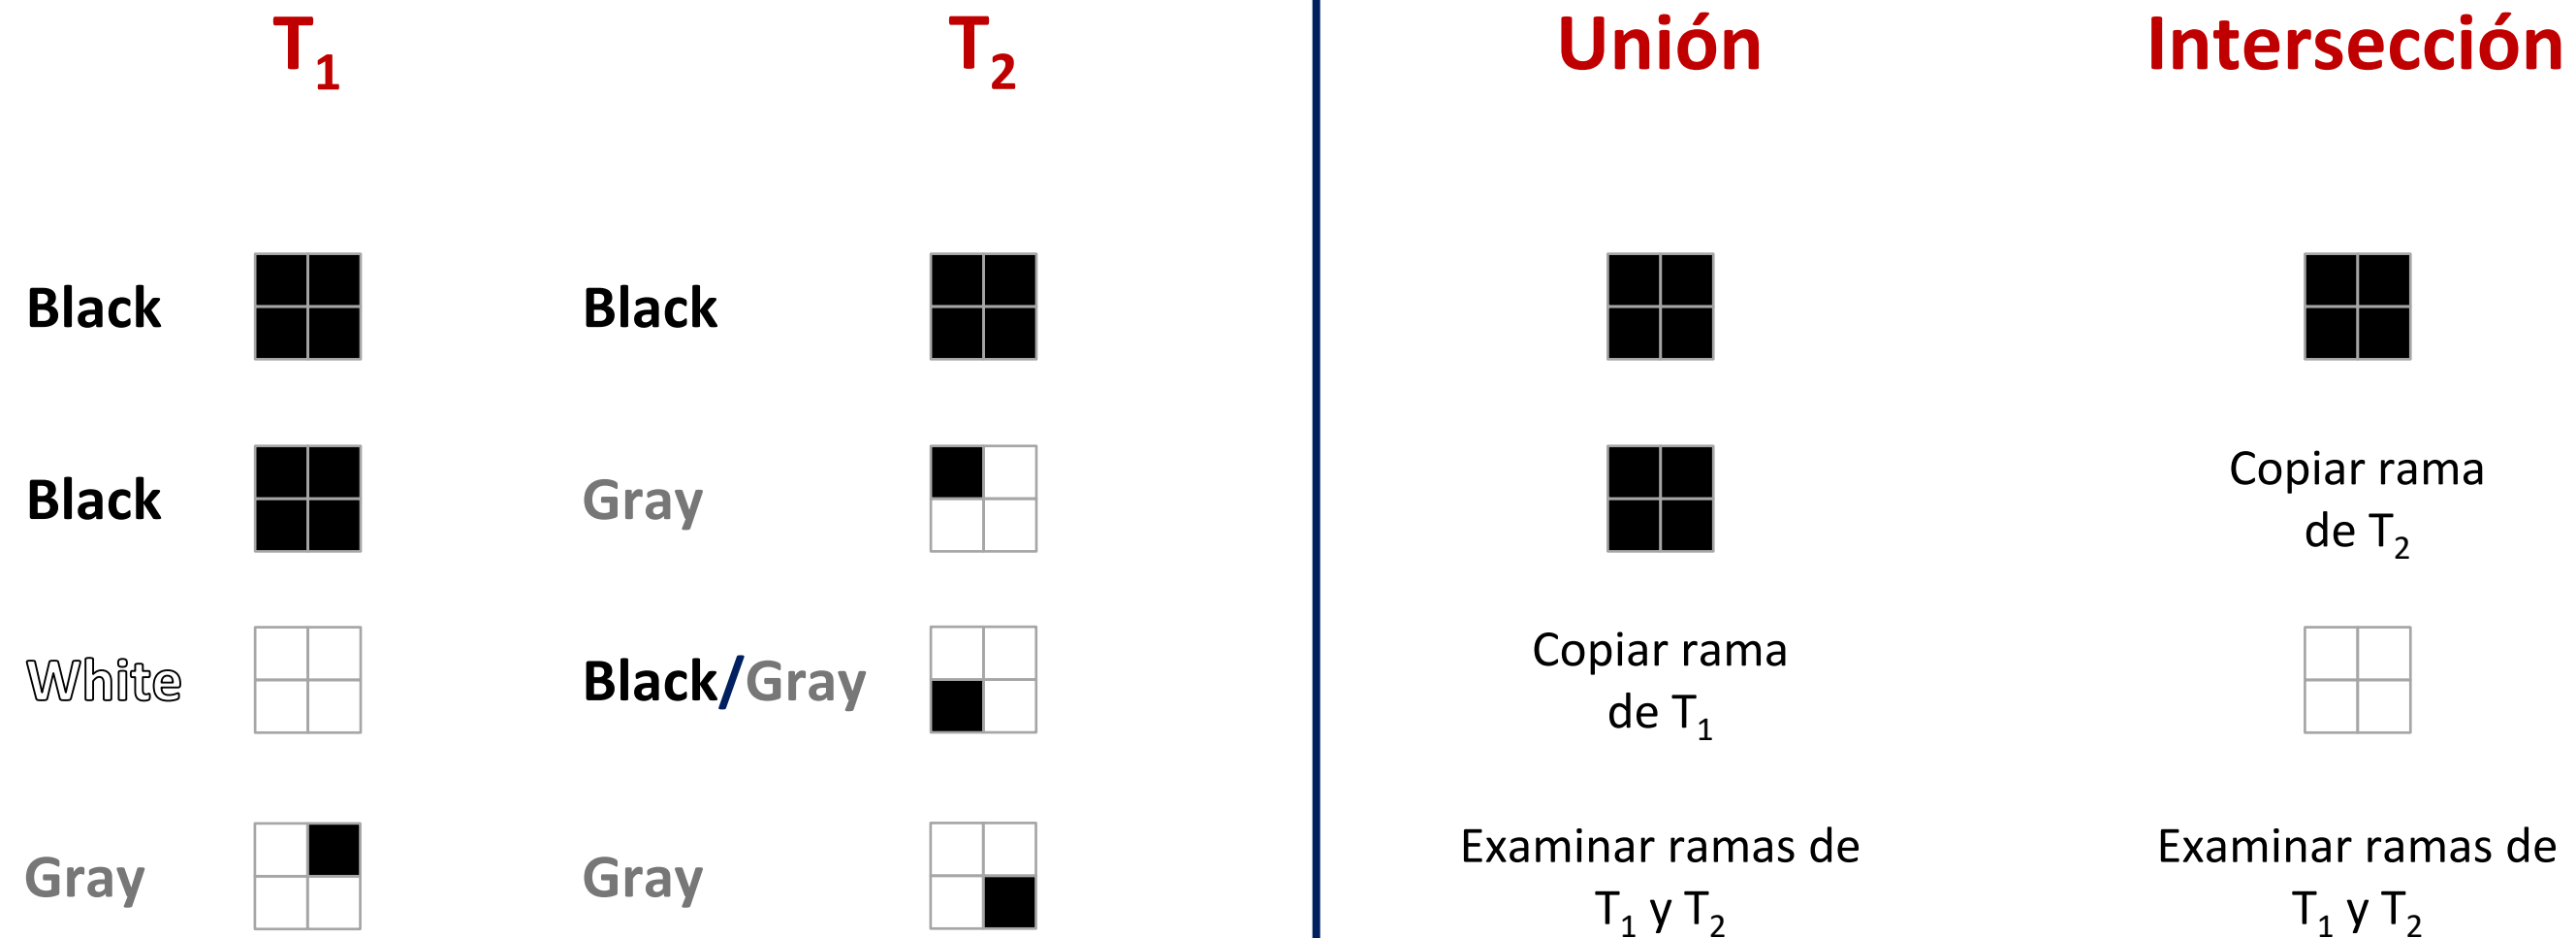 T₁ T₂ Unión Intersección
Black Black
Black Gray Copiar rama
de T₂
White Black/Gray Copiar rama
de T₁
Gray Gray Examinar ramas de Examinar ramas de
T₁ y T₂ T₁ y T₂